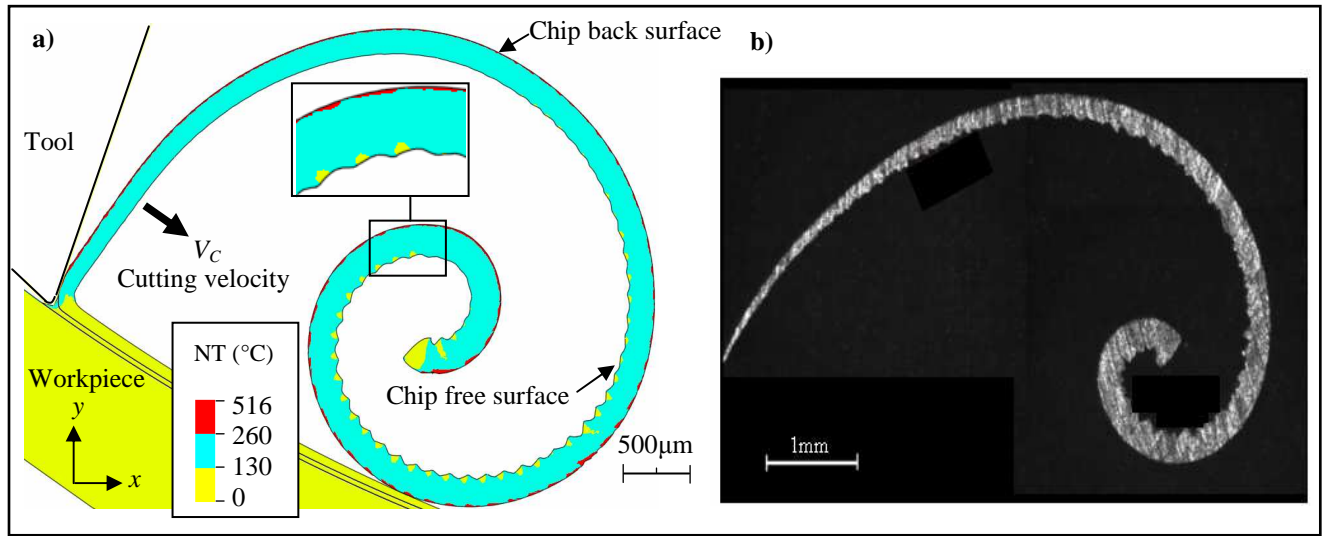 a)
Chip back surface
b)
Tool
V_C
Cutting velocity
NT (°C)
516
260
130
0
Workpiece
y
x
Chip free surface
500μm
1mm